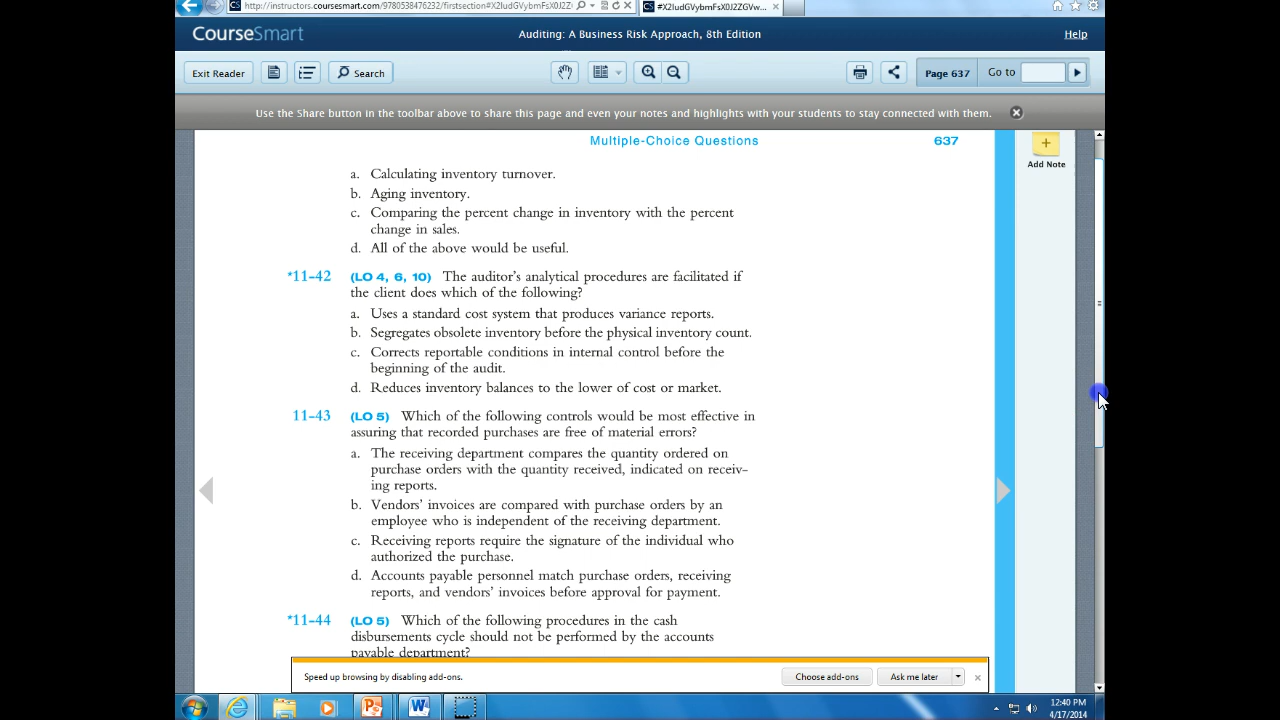 http://instructors.coursesmart.com/9780538476232/firstsection#X2ludGVybmFsX0J2ZGVw...
CourseSmart
Auditing: A Business Risk Approach, 8th Edition
Help
Exit Reader
Search
Page 637
Go to
Use the Share button in the toolbar above to share this page and even your notes and highlights with your students to stay connected with them.
Multiple-Choice Questions 637
Add Note
a. Calculating inventory turnover.
b. Aging inventory.
c. Comparing the percent change in inventory with the percent
change in sales.
d. All of the above would be useful.
*11-42 (LO 4, 6, 10) The auditor's analytical procedures are facilitated if
the client does which of the following?
a. Uses a standard cost system that produces variance reports.
b. Segregates obsolete inventory before the physical inventory count.
c. Corrects reportable conditions in internal control before the
beginning of the audit.
d. Reduces inventory balances to the lower of cost or market.
11-43 (LO 5) Which of the following controls would be most effective in
assuring that recorded purchases are free of material errors?
a. The receiving department compares the quantity ordered on
purchase orders with the quantity received, indicated on receiv-
ing reports.
b. Vendors' invoices are compared with purchase orders by an
employee who is independent of the receiving department.
c. Receiving reports require the signature of the individual who
authorized the purchase.
d. Accounts payable personnel match purchase orders, receiving
reports, and vendors' invoices before approval for payment.
*11-44 (LO 5) Which of the following procedures in the cash
disbursements cycle should not be performed by the accounts
payable department?
Speed up browsing by disabling add-ons.
Choose add-ons
Ask me later
12:40 PM
4/17/2014